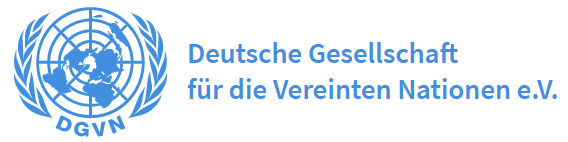 Deutsche Gesellschaft
für die Vereinten Nationen e.V.
DGVN